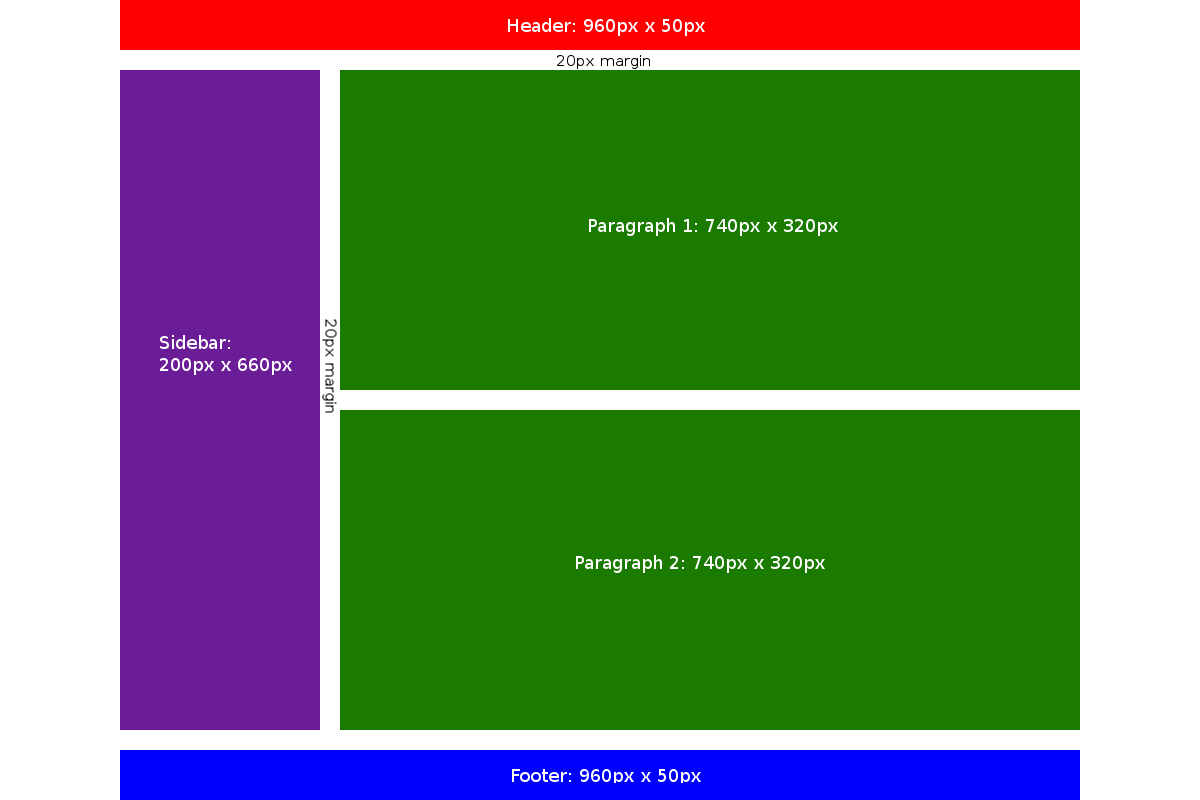 Header: 960px x 50px
20px margin
Sidebar:
200px x 660px
20px margin
Paragraph 1: 740px x 320px
Paragraph 2: 740px x 320px
Footer: 960px x 50px